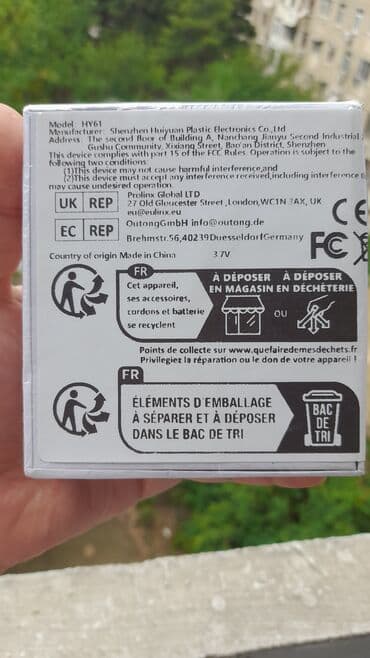 Model: HY61
Manufacturer: Shenzhen Huiyuan Plastic Electronics Co.,Ltd
Address: The second floor of Building A, Nanchang Jianyu Second Industrial
Gushu Community, Xixiang Street, Bao'an District, Shenzhen
This device complies with part 15 of the FCC Rules. Operation is subject to the
following two conditions:
(1)This device may not cause harmful interference,and
(2)This device must accept any interference received,including interference
may cause undesired operation.
UK REP
Prolinx Global LTD
27 Old Gloucester Street ,London,WC1N 3AX, UK
eu@eulinx.eu
EC REP
OutongGmbH info@outong.de
Brehmstr.56,40239DuesseldorfGermany
CE
FC
Country of origin Made in China 3.7V
FR
Cet appareil,
ses accessoires,
cordons et batterie
se recyclent
À DÉPOSER
EN MAGASIN
OU
À DÉPOSER
EN DÉCHÈTERIE
Points de collecte sur www.quefairedemesdechets.fr
Privilegiez la réparation ou le don de votre appareil !
FR
ÉLÉMENTS D'EMBALLAGE
À SÉPARER ET À DÉPOSER
DANS LE BAC DE TRI
BAC
DE
TRI